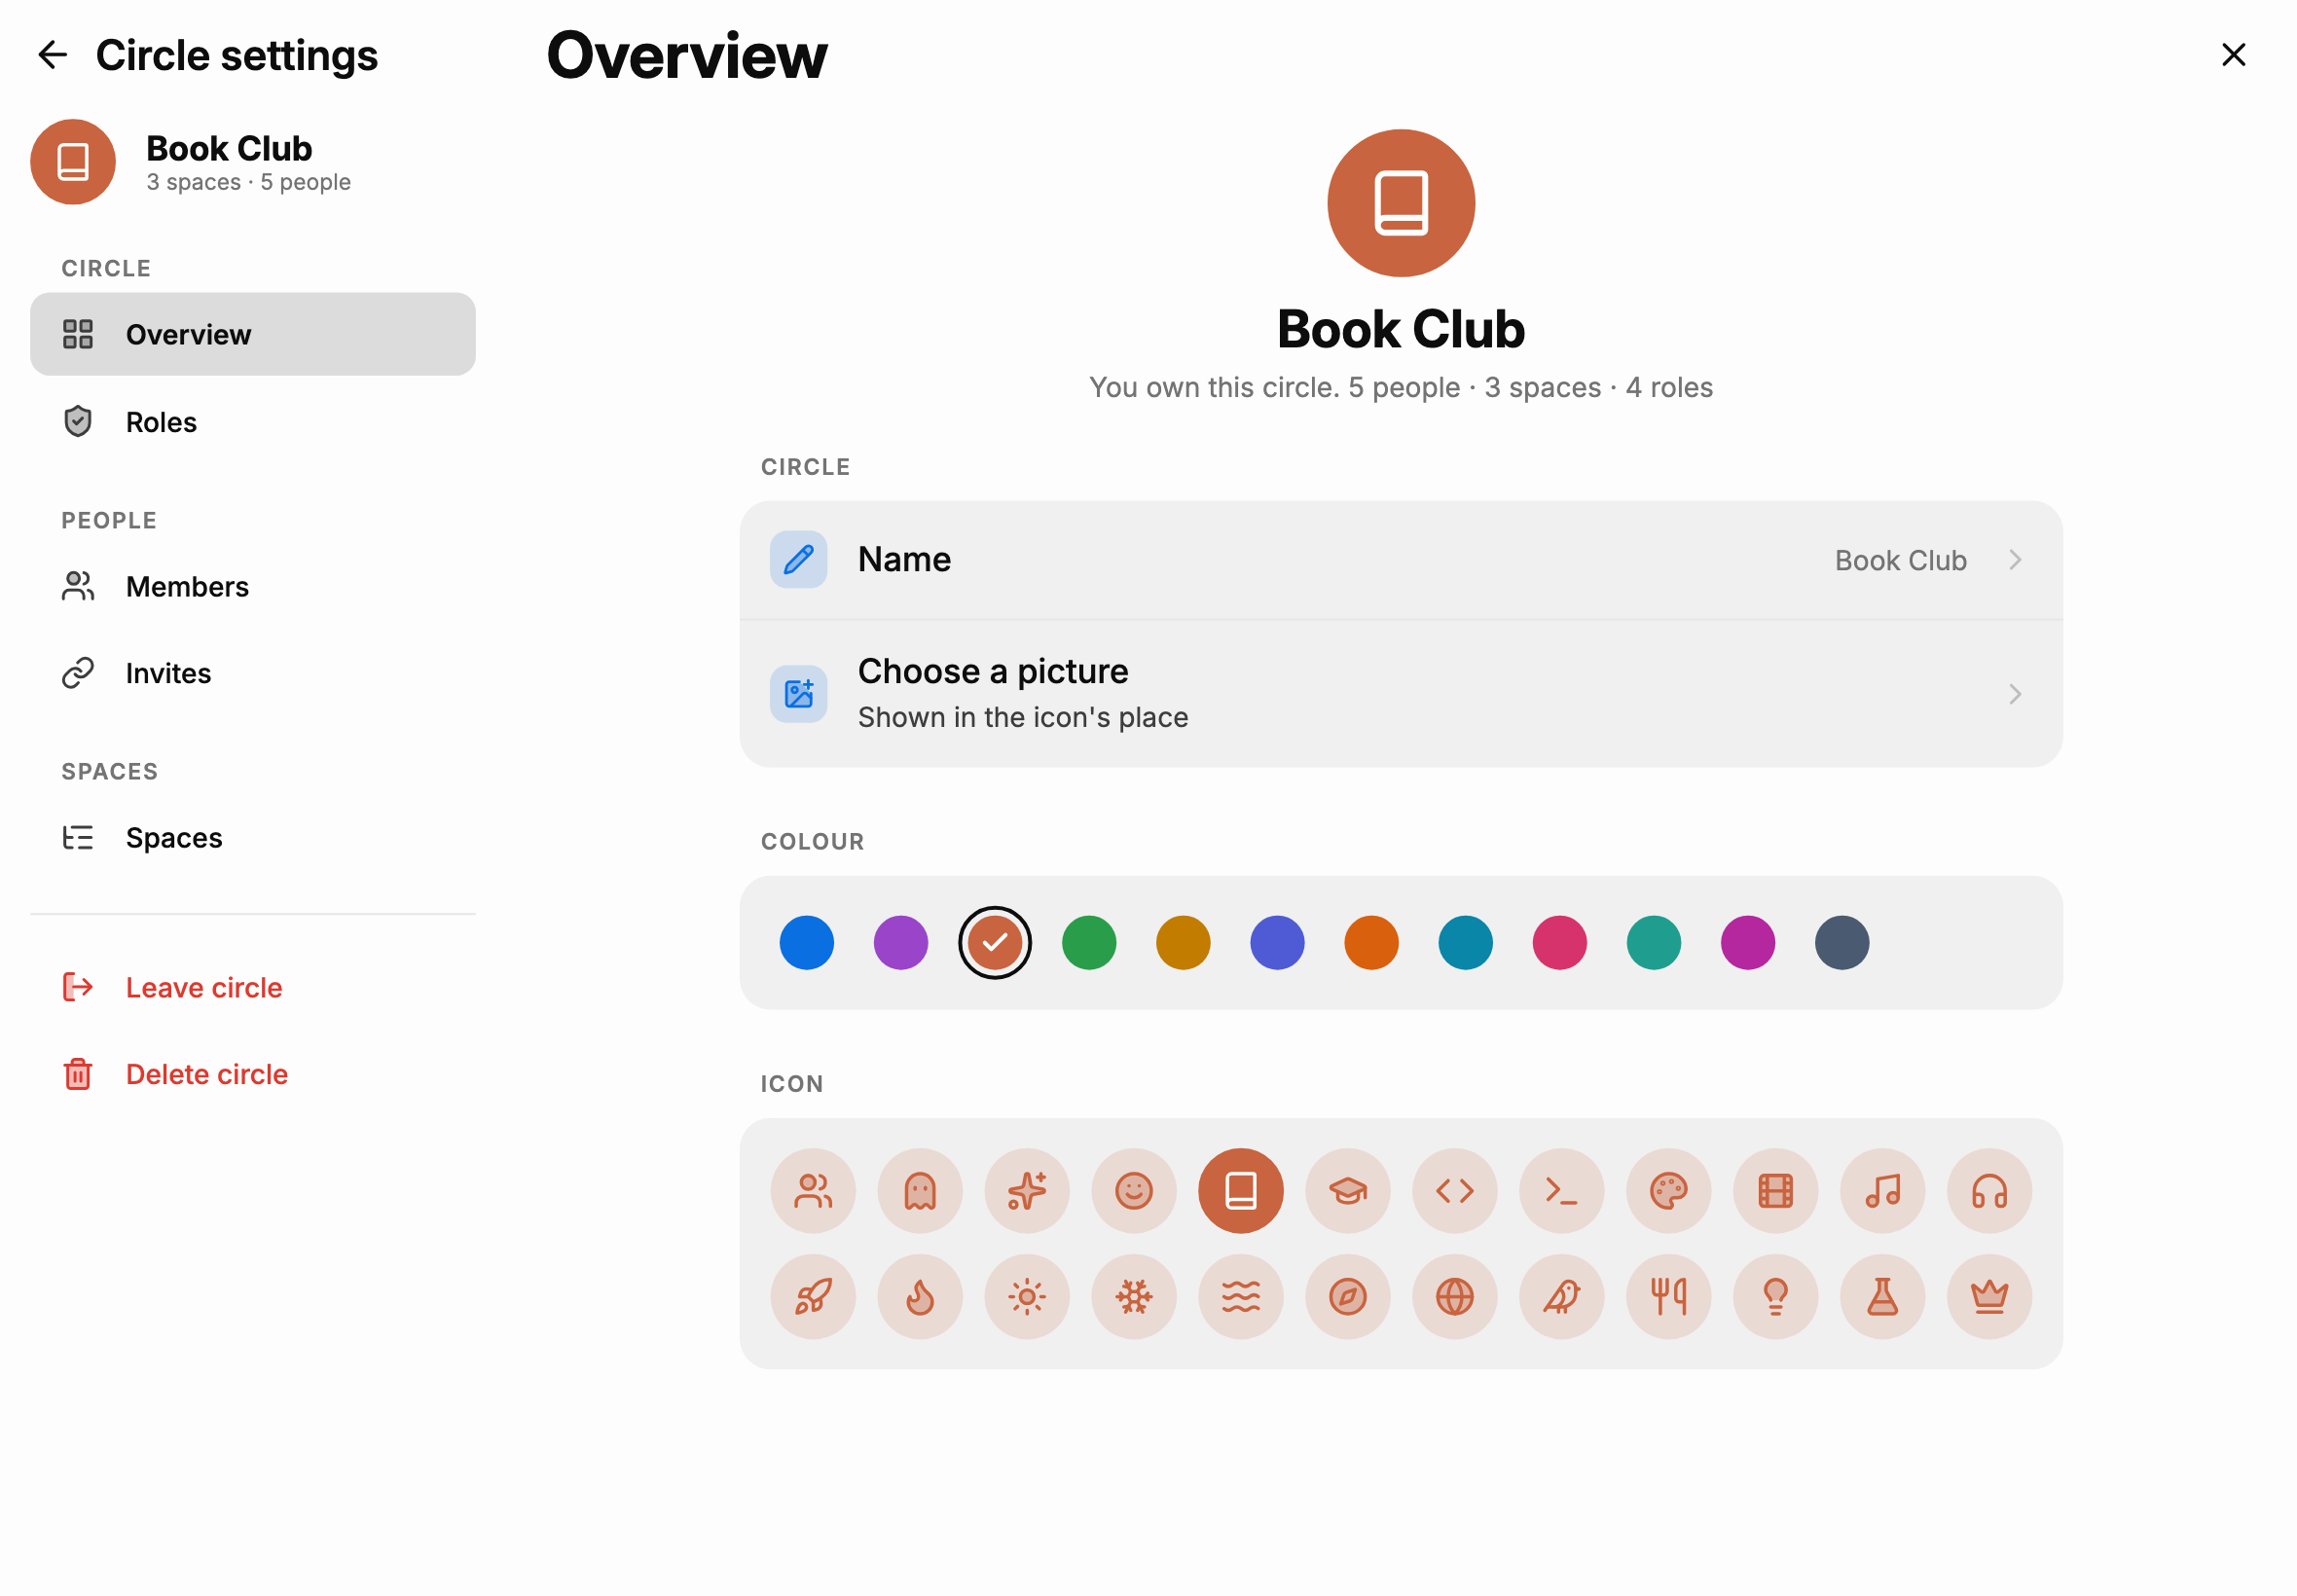 Circle settings
Book Club
3 spaces · 5 people
CIRCLE
Overview
Roles
PEOPLE
Members
Invites
SPACES
Spaces
Leave circle
Delete circle
Overview
Book Club
You own this circle. 5 people · 3 spaces · 4 roles
CIRCLE
Name
Book Club
Choose a picture
Shown in the icon's place
COLOUR
ICON